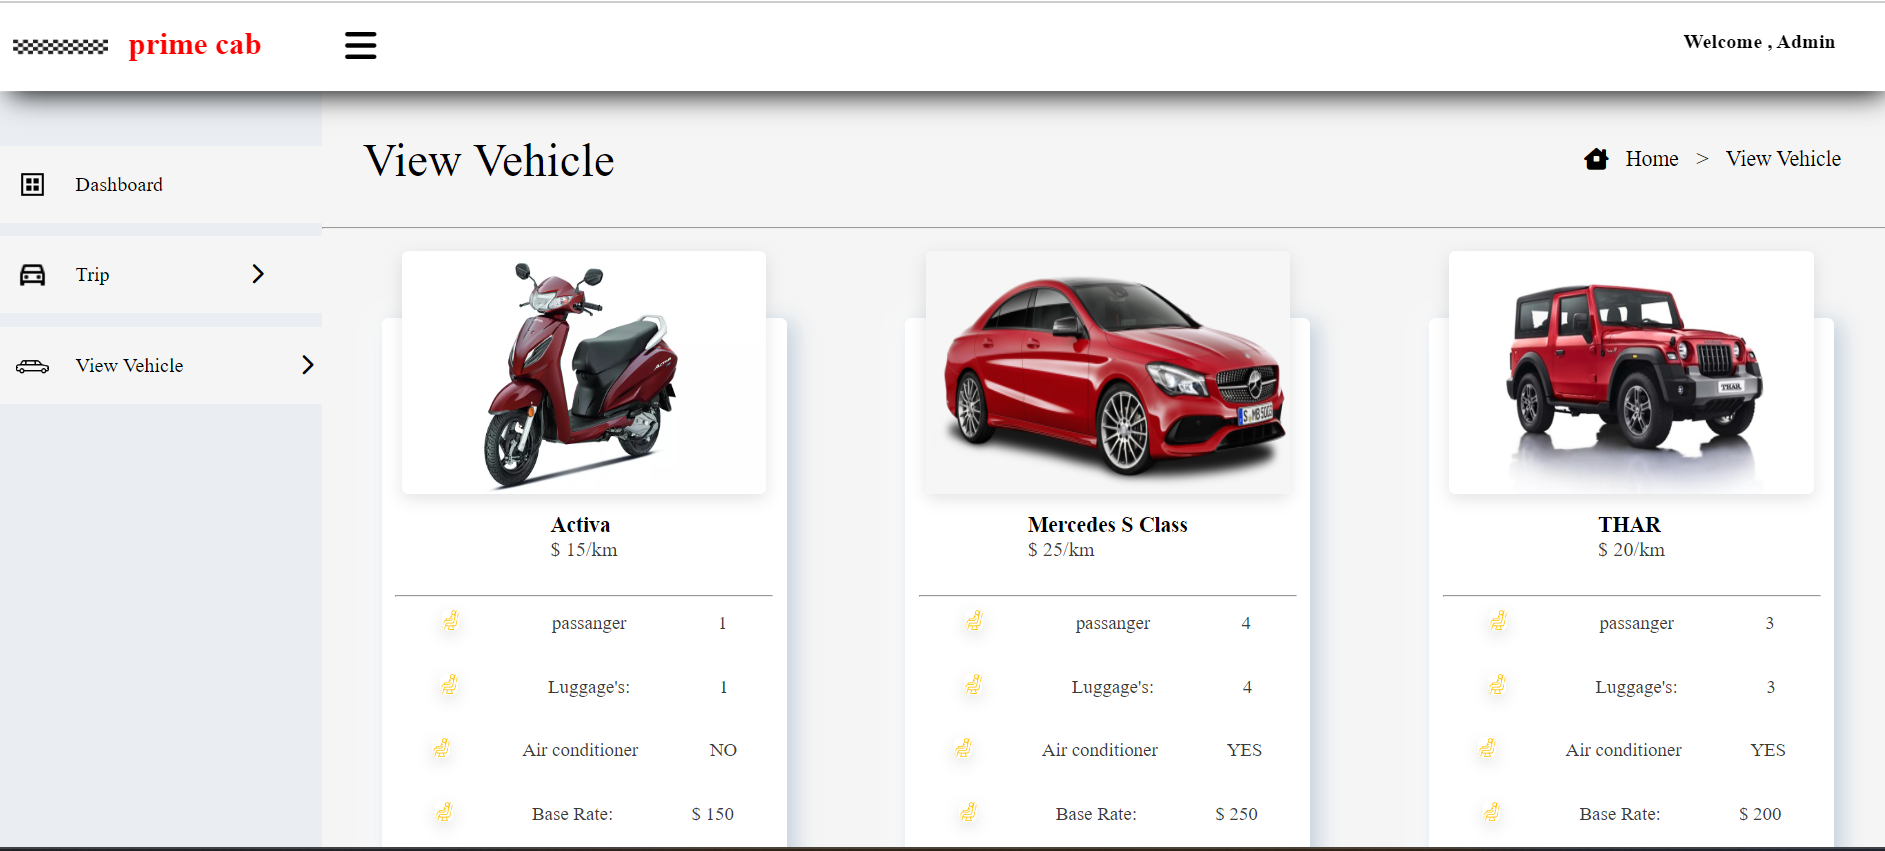 prime cab
Welcome , Admin
Dashboard
Trip
View Vehicle
View Vehicle
Home > View Vehicle
Activa
$ 15/km
passanger 1
Luggage's: 1
Air conditioner NO
Base Rate: $ 150
Mercedes S Class
$ 25/km
passanger 4
Luggage's: 4
Air conditioner YES
Base Rate: $ 250
THAR
THAR
$ 20/km
passanger 3
Luggage's: 3
Air conditioner YES
Base Rate: $ 200